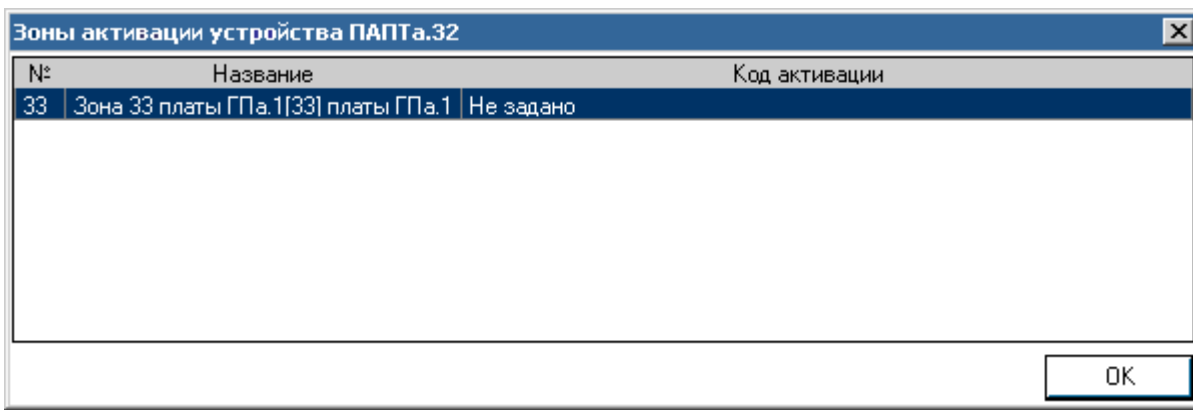 Зоны активации устройства ПАПТа.32
№ Название Код активации
33 Зона 33 платы ГПа.1[33] платы ГПа.1 Не задано
OK